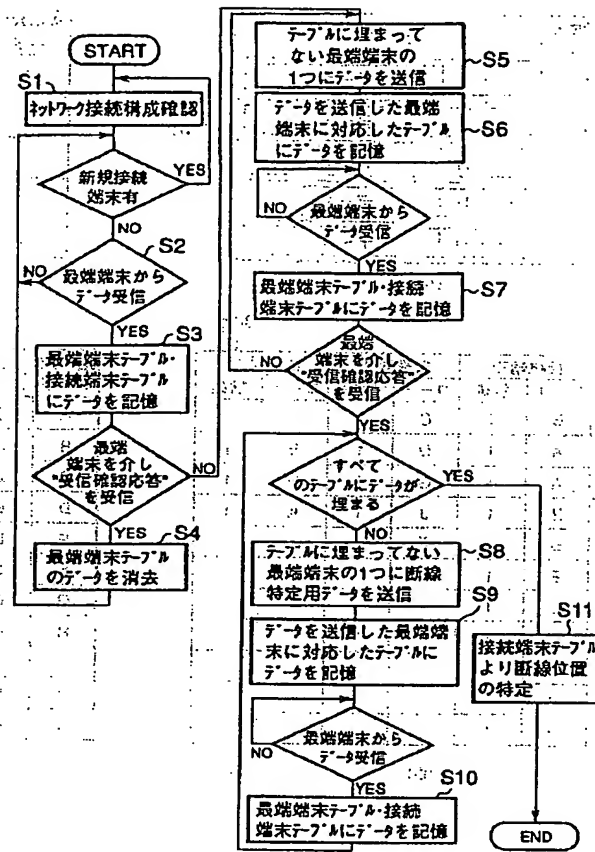 START
S1
ネットワーク接続構成確認
新規接続
端末有
YES
NO
S2
最端端末から
データ受信
NO
YES
S3
最端端末テーブル・
接続端末テーブル
にデータを記憶
最端
端末を介し
"受信確認応答"
を受信
NO
YES
S4
最端端末テーブル
のデータを消去
テーブルに埋まって
ない最端端末の
1つにデータを送信
S5
データを送信した最端
端末に対応したテーブル
にデータを記憶
S6
最端端末から
データ受信
NO
YES
S7
最端端末テーブル・接続
端末テーブルにデータを記憶
最端
端末を介し
"受信確認応答"
を受信
NO
YES
すべて
のテーブルにデータが
埋まる
YES
NO
S8
テーブルに埋まってない
最端端末の1つに断線
特定用データを送信
S9
データを送信した最端端
末に対応したテーブルに
データを記憶
最端端末から
データ受信
NO
YES
S10
最端端末テーブル・接続
端末テーブルにデータを記憶
S11
接続端末テーブル
より断線位置
の特定
END